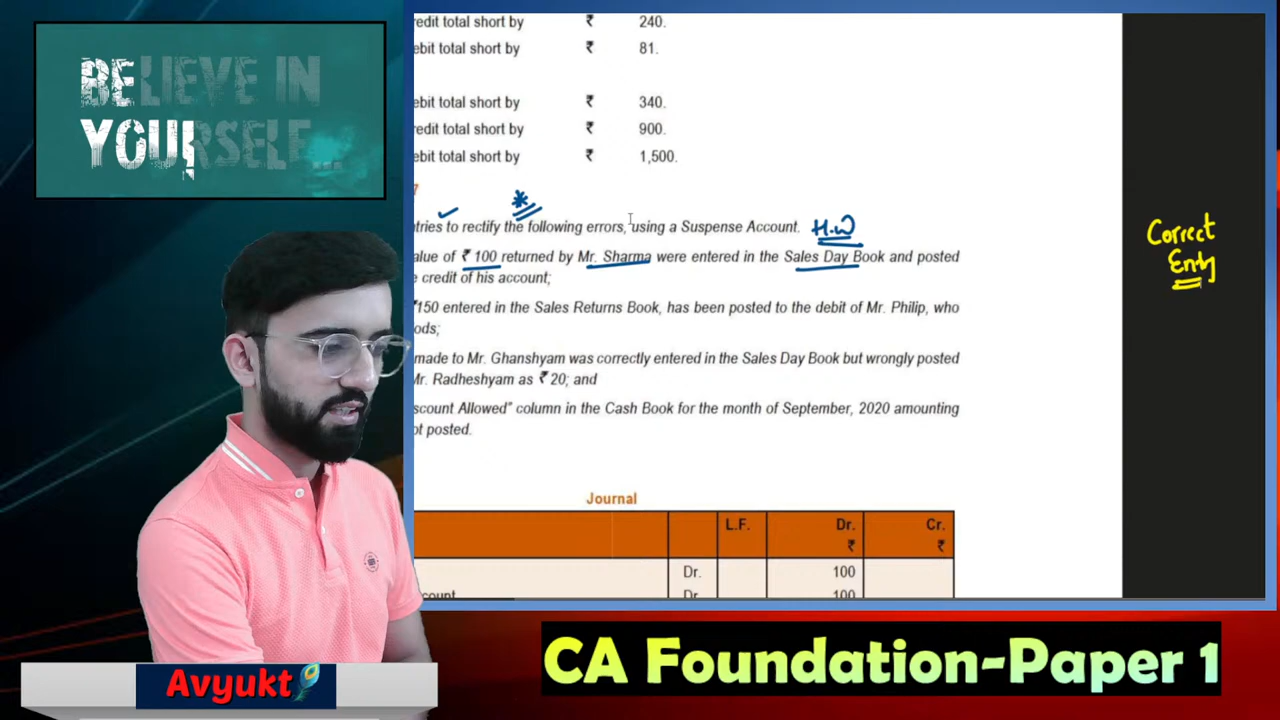 BELIEVE IN
YOURSELF...
redit total short by ₹ 240.
ebit total short by ₹ 81.
ebit total short by ₹ 340.
redit total short by ₹ 900.
ebit total short by ₹ 1,500.
7
tries to rectify the following errors, using a Suspense Account. H.W
alue of ₹ 100 returned by Mr. Sharma were entered in the Sales Day Book and posted
e credit of his account;
₹150 entered in the Sales Returns Book, has been posted to the debit of Mr. Philip, who
ods;
made to Mr. Ghanshyam was correctly entered in the Sales Day Book but wrongly posted
Mr. Radheshyam as ₹ 20; and
scount Allowed" column in the Cash Book for the month of September, 2020 amounting
ot posted.
Correct
Entry
Journal
L.F. Dr. Cr.
₹ ₹
Dr. 100
count Dr. 100
Avyukt
CA Foundation-Paper 1